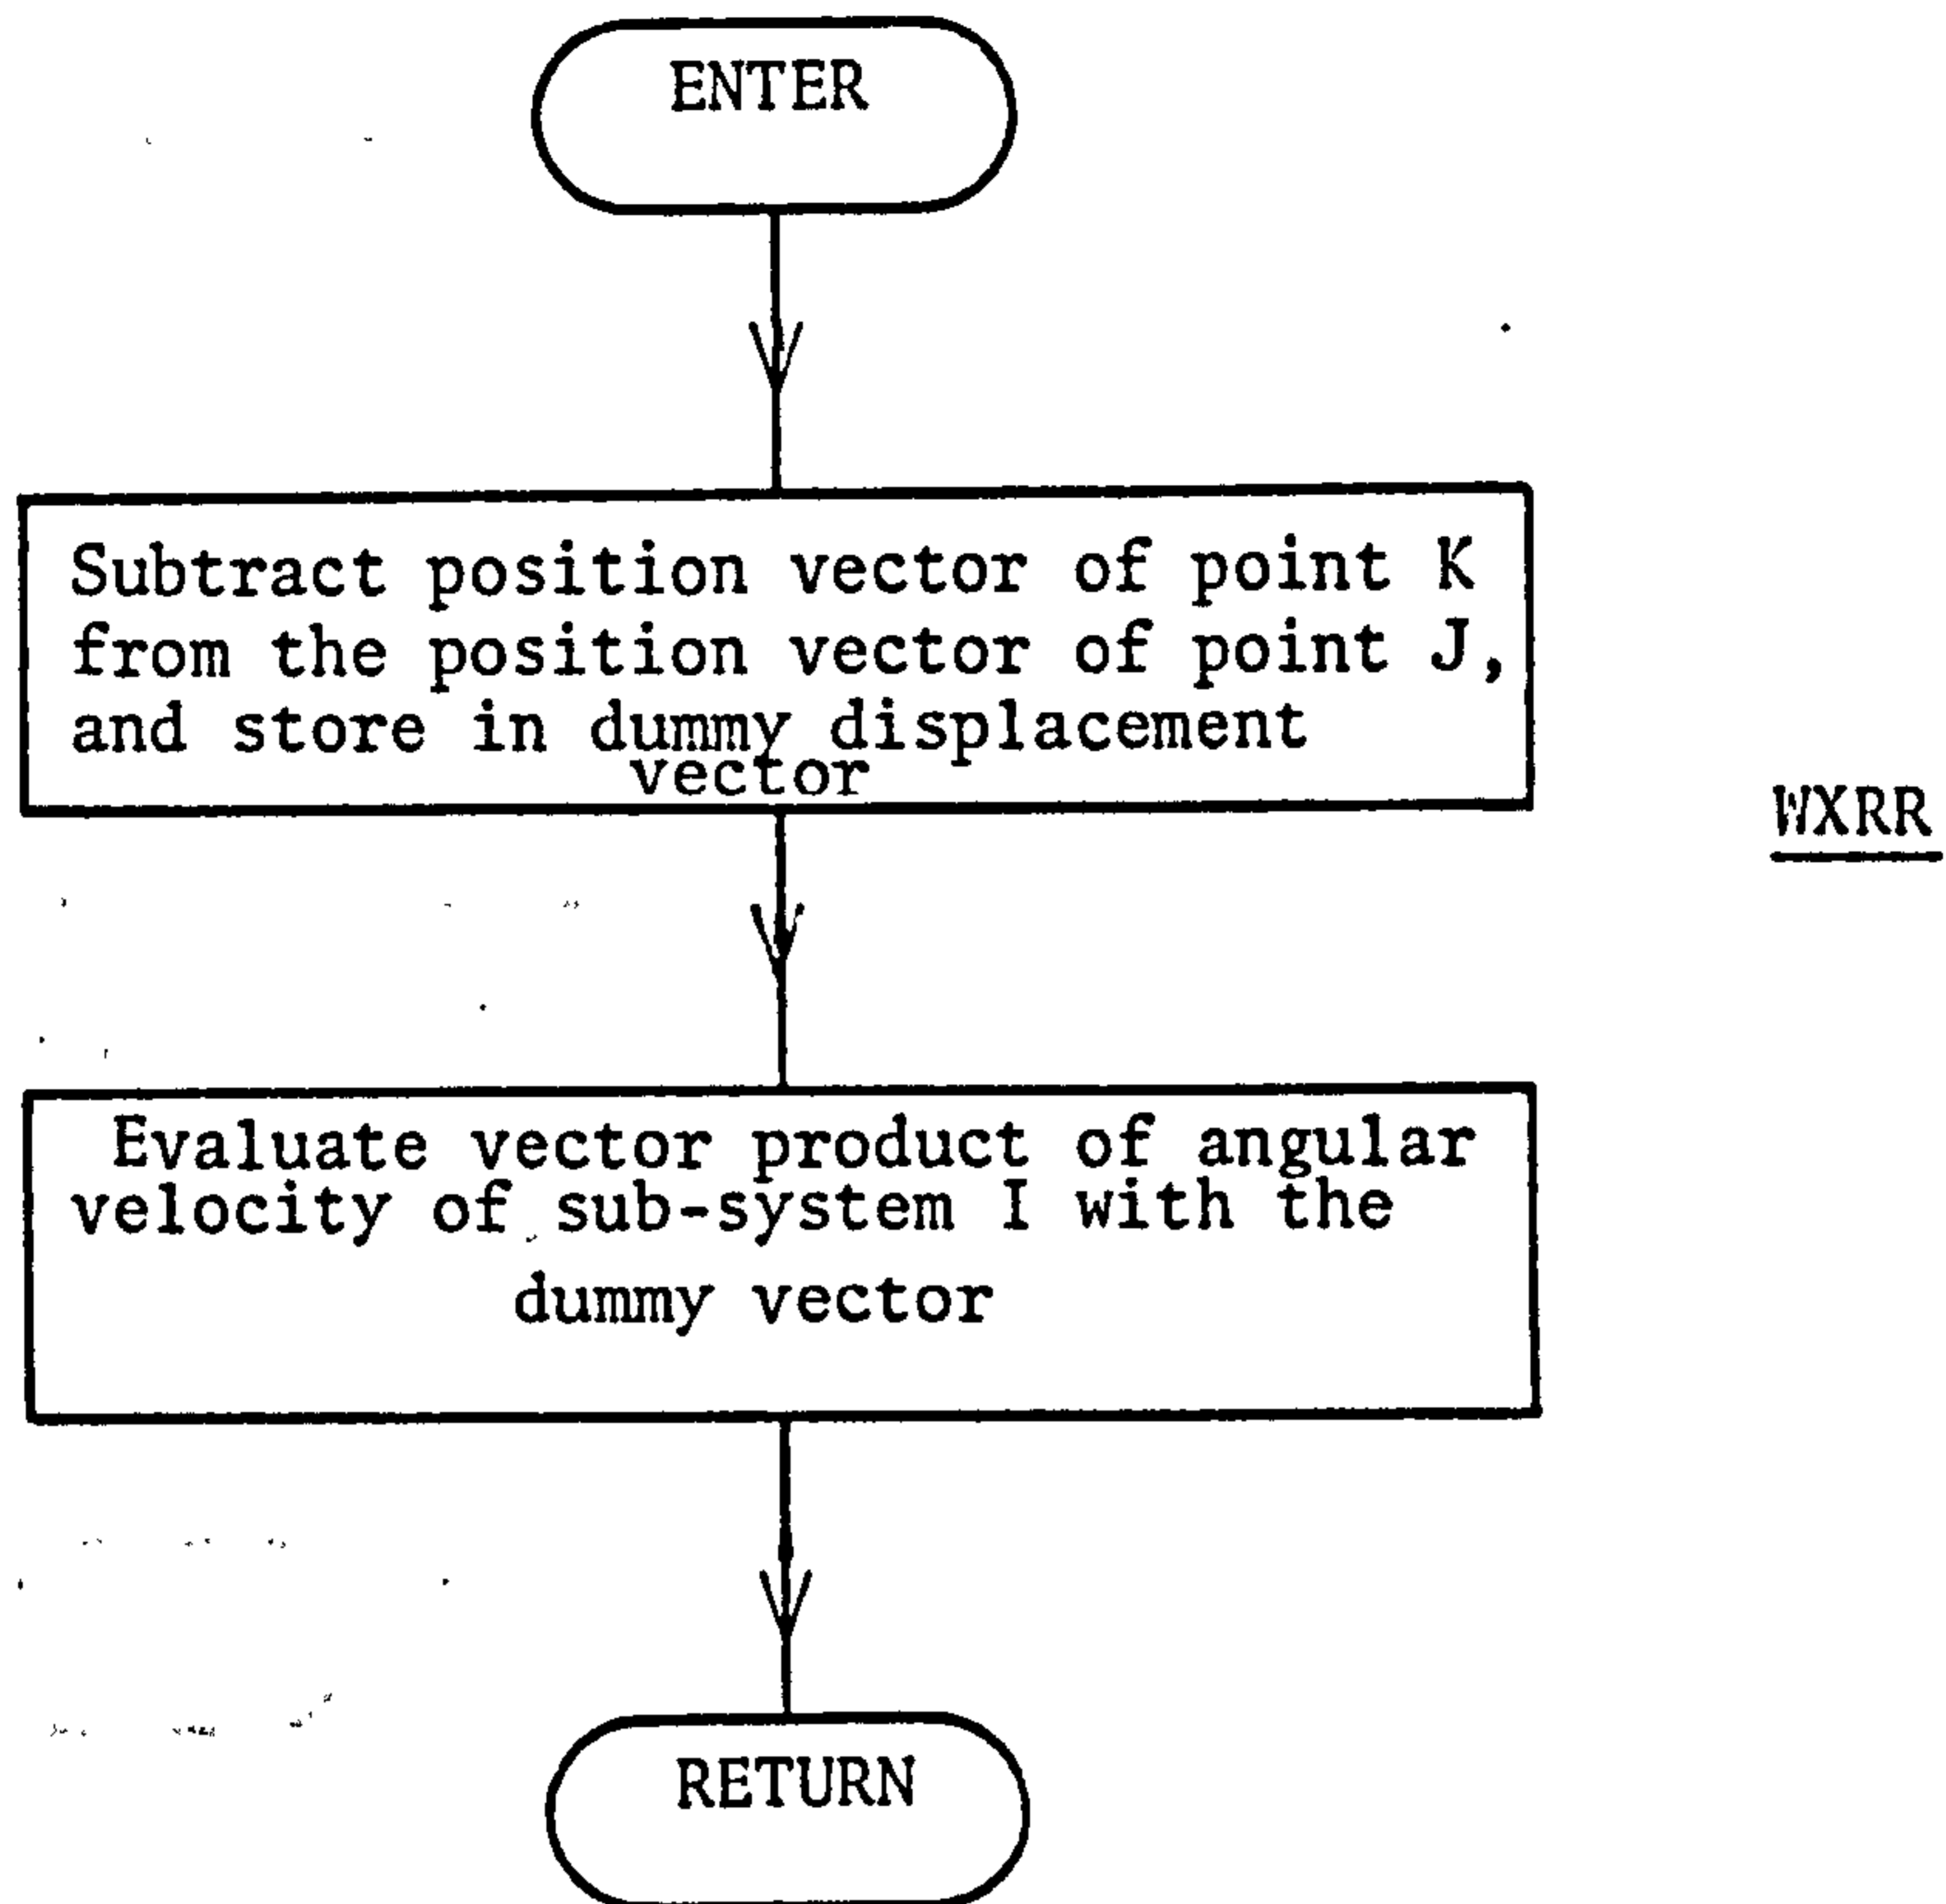 ENTER
Subtract position vector of point K
from the position vector of point J,
and store in dummy displacement
vector
WXRR
Evaluate vector product of angular
velocity of sub-system I with the
dummy vector
RETURN